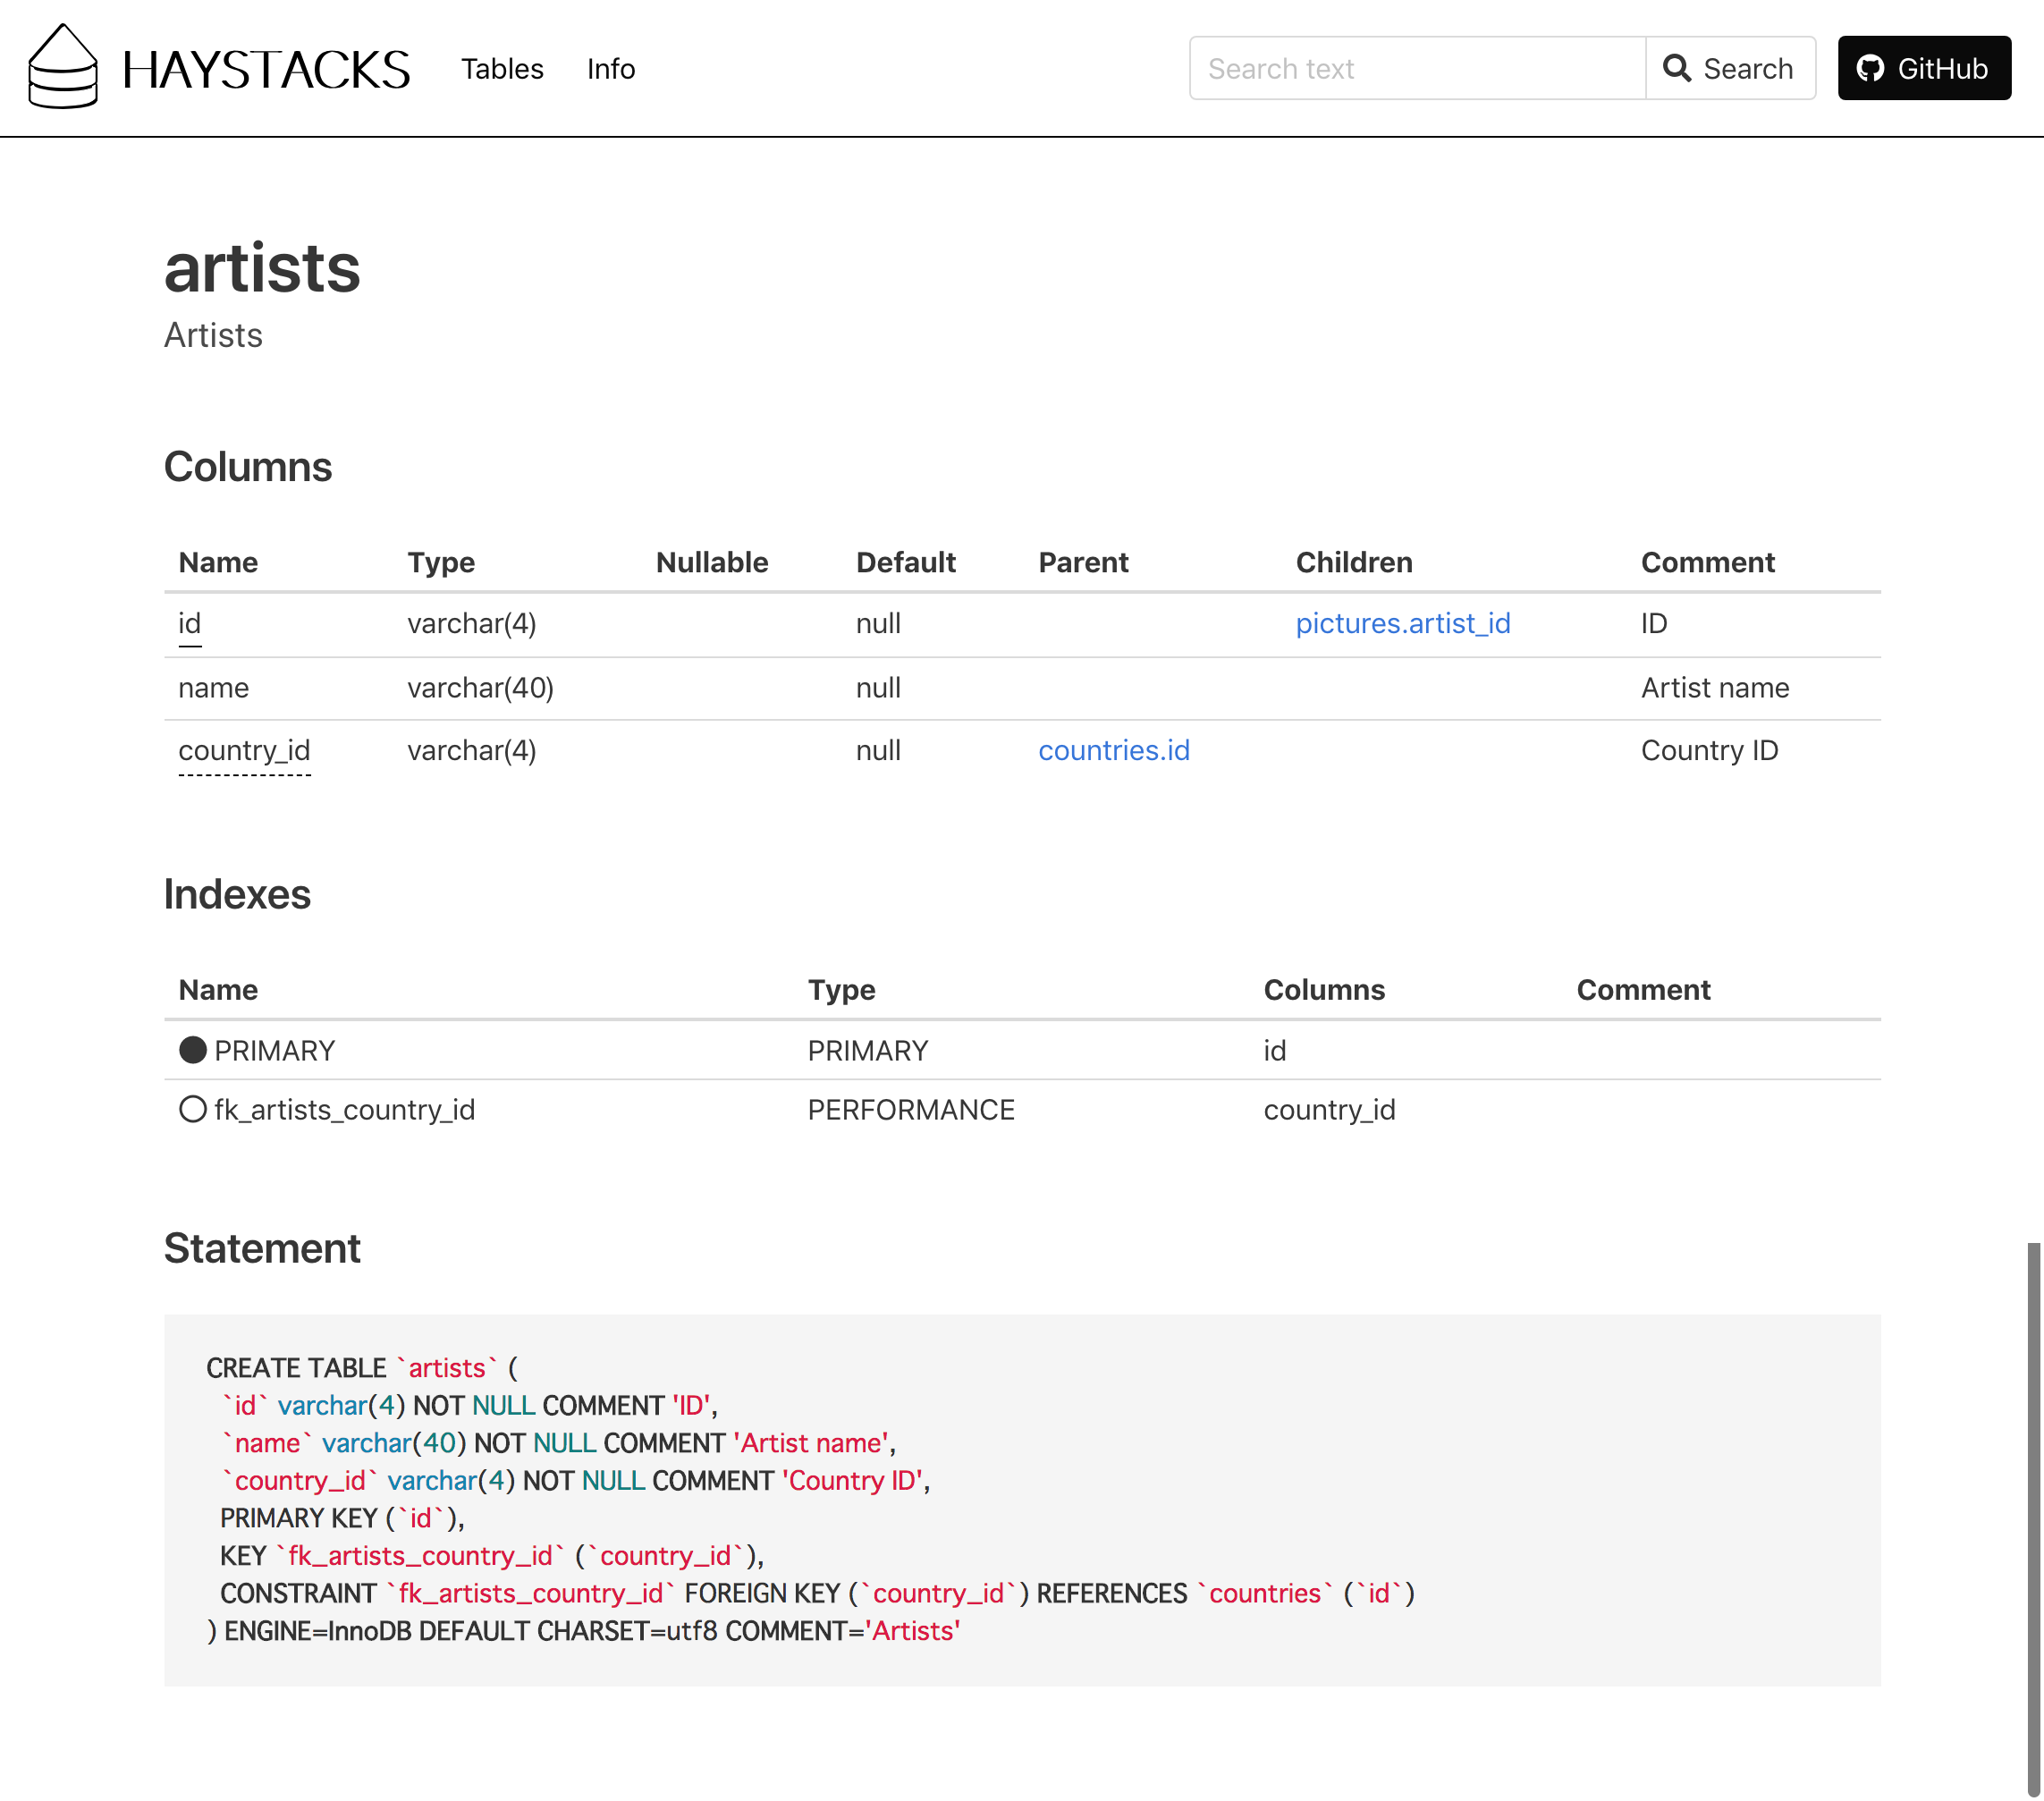 HAYSTACKS Tables Info Search text Search GitHub
artists
Artists
Columns
Name Type Nullable Default Parent Children Comment
id varchar(4) null pictures.artist_id ID
name varchar(40) null Artist name
country_id varchar(4) null countries.id Country ID
Indexes
Name Type Columns Comment
PRIMARY PRIMARY id
fk_artists_country_id PERFORMANCE country_id
Statement
CREATE TABLE `artists` (
  `id` varchar(4) NOT NULL COMMENT 'ID',
  `name` varchar(40) NOT NULL COMMENT 'Artist name',
  `country_id` varchar(4) NOT NULL COMMENT 'Country ID',
  PRIMARY KEY (`id`),
  KEY `fk_artists_country_id` (`country_id`),
  CONSTRAINT `fk_artists_country_id` FOREIGN KEY (`country_id`) REFERENCES `countries` (`id`)
) ENGINE=InnoDB DEFAULT CHARSET=utf8 COMMENT='Artists'